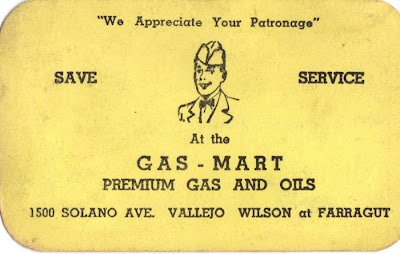 "We Appreciate Your Patronage"
SAVE SERVICE
At the
GAS - MART
PREMIUM GAS AND OILS
1500 SOLANO AVE. VALLEJO WILSON at FARRAGUT